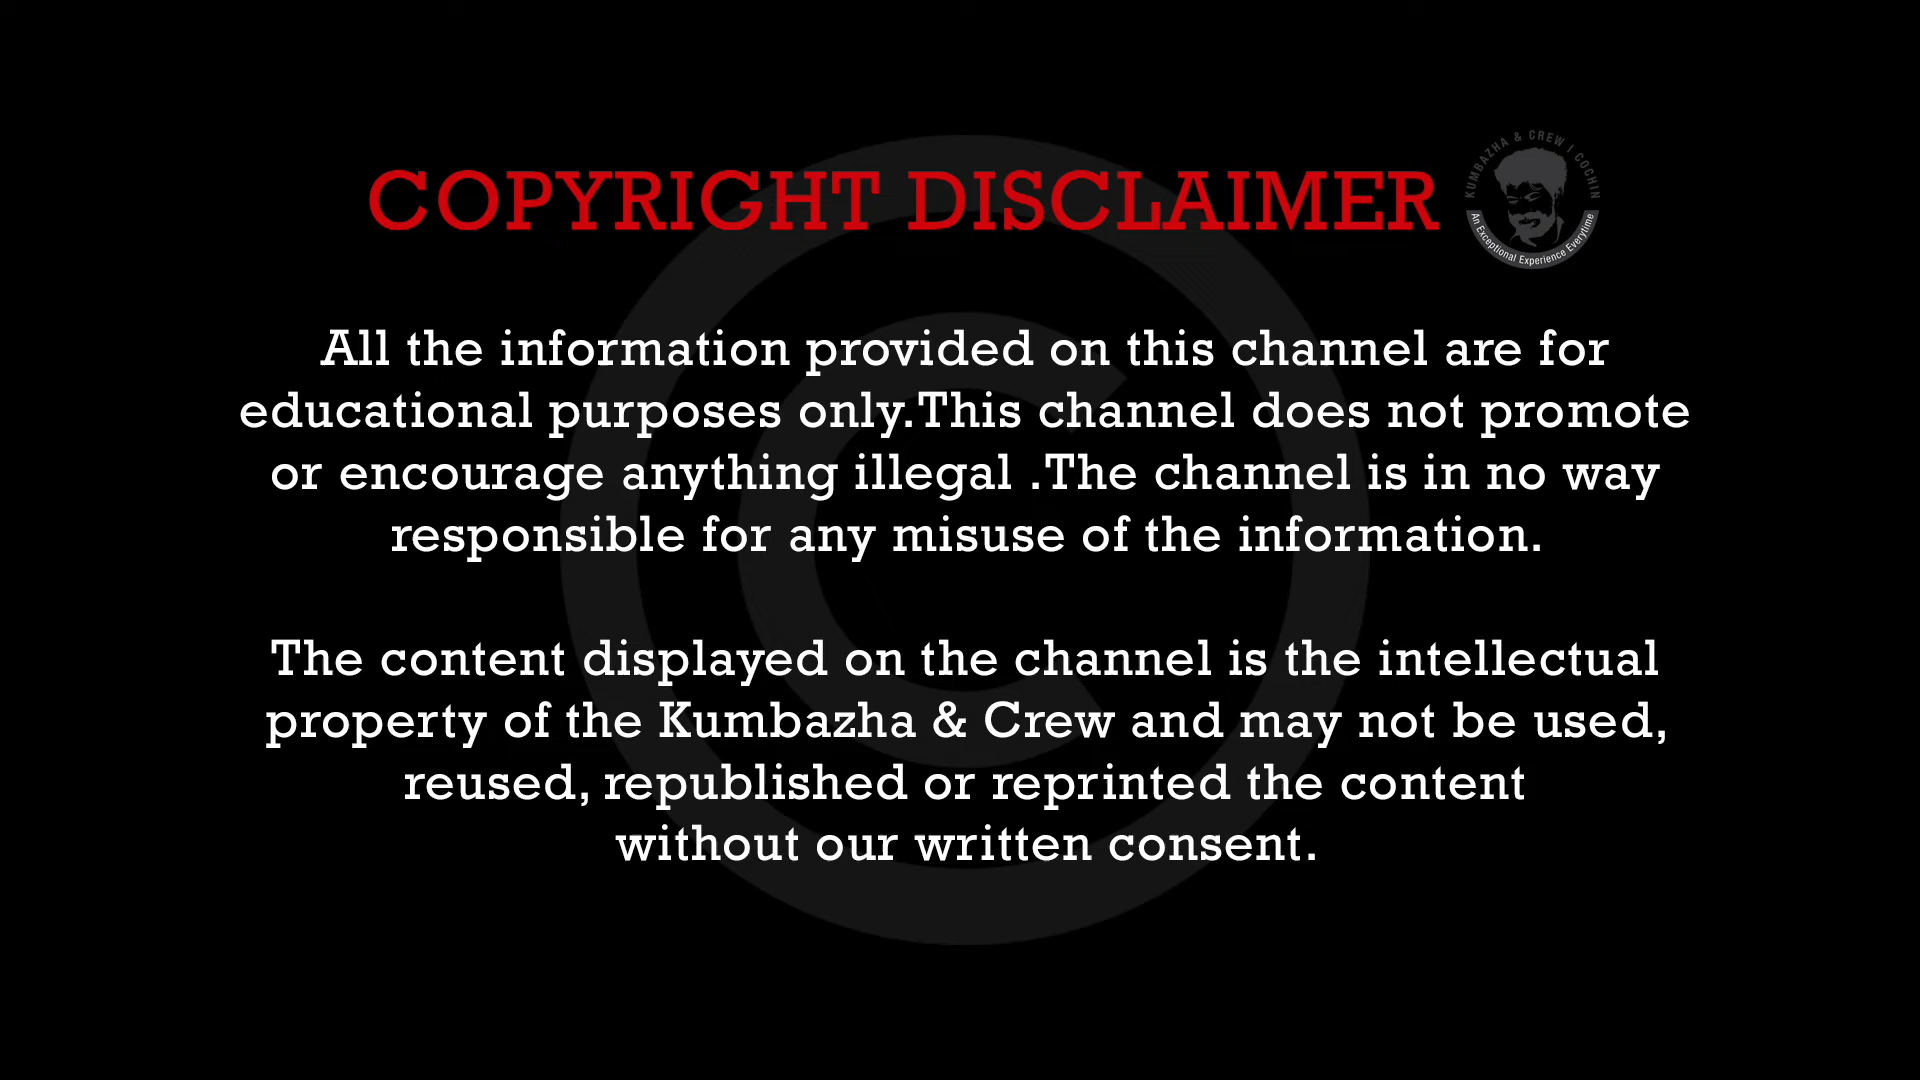 COPYRIGHT DISCLAIMER
KUMBAZHA & CREW | COCHIN
An Exceptional Experience Everytime
All the information provided on this channel are for
educational purposes only.This channel does not promote
or encourage anything illegal .The channel is in no way
responsible for any misuse of the information.
The content displayed on the channel is the intellectual
property of the Kumbazha & Crew and may not be used,
reused, republished or reprinted the content
without our written consent.